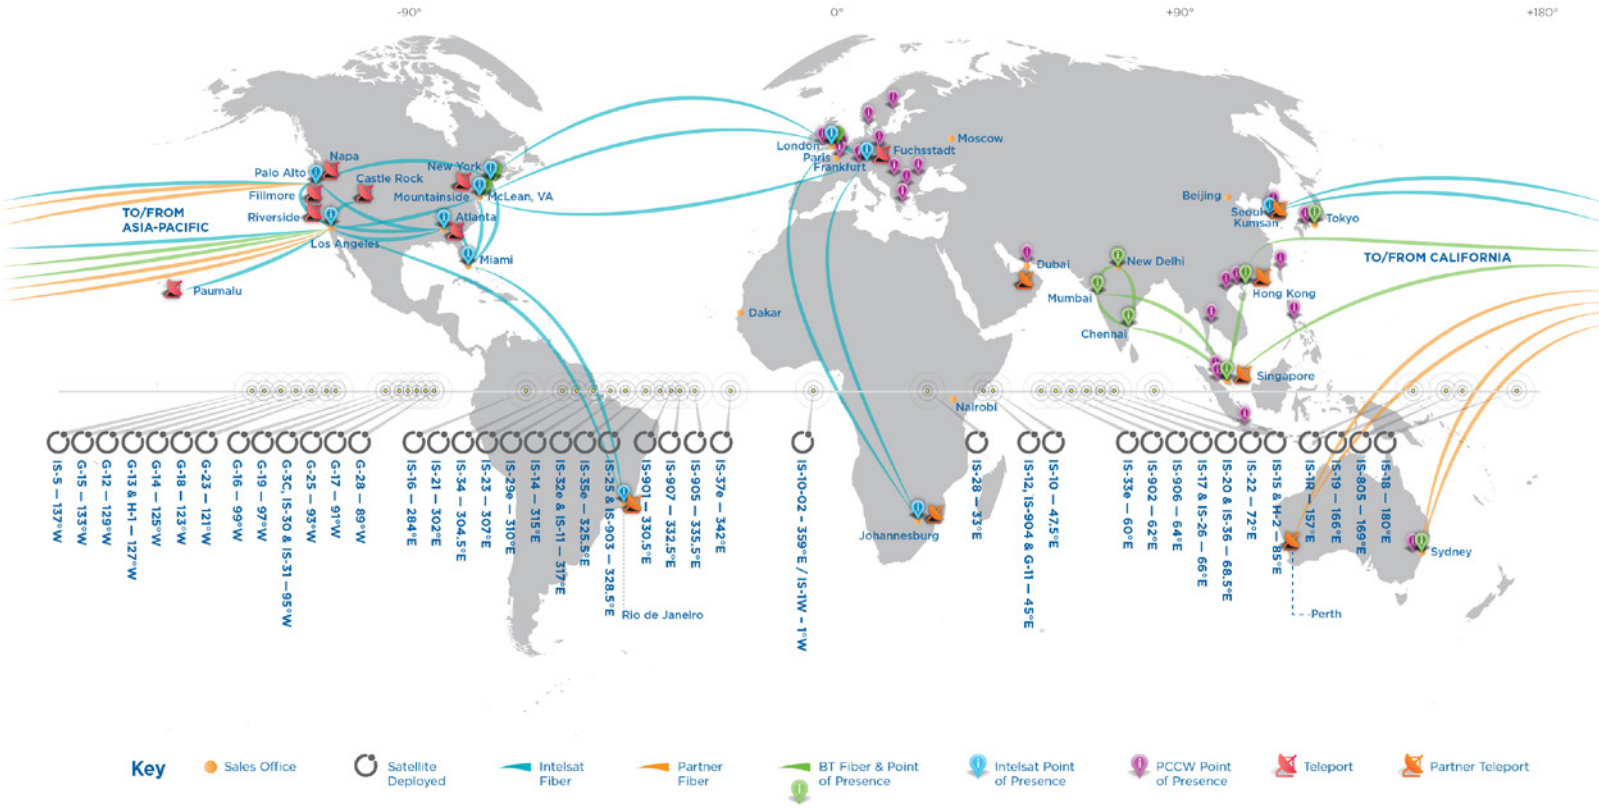 -90°
0°
+90°
+180°
Napa
Palo Alto
Castle Rock
New York
Fillmore
Mountainside
McLean, VA
Riverside
Atlanta
Los Angeles
Miami
Paumalu
TO/FROM
ASIA-PACIFIC
London
Paris
Frankfurt
Fuchsstadt
Moscow
Beijing
Seoul
Kumsan
Tokyo
Dubai
New Delhi
Mumbai
Chennai
Hong Kong
TO/FROM CALIFORNIA
Dakar
Singapore
Nairobi
IS-5 — 137°W
G-15 — 133°W
G-12 — 129°W
G-13 & H-1 — 127°W
G-14 — 125°W
G-18 — 123°W
G-23 — 121°W
G-16 — 99°W
G-19 — 97°W
G-3C, IS-30 & IS-31 —95°W
G-25 — 93°W
G-17 — 91°W
G-28 — 89°W
IS-16 — 284°E
IS-21 — 302°E
IS-34 — 304.5°E
IS-23 — 307°E
IS-29e — 310°E
IS-14 — 315°E
IS-32e & IS-11 — 317°E
IS-35e — 325.5°E
IS-25 & IS-903 — 328.5°E
IS-901 — 330.5°E
IS-907 — 332.5°E
IS-905 — 335.5°E
IS-37e — 342°E
IS-10-02 - 359°E / IS-1W - 1°W
IS-28 — 33°E
IS-12, IS-904 & G-11 — 45°E
IS-10 — 47.5°E
IS-33e — 60°E
IS-902 — 62°E
IS-906 — 64°E
IS-17 & IS-26 — 66°E
IS-20 & IS-36 — 68.5°E
IS-22 — 72°E
IS-15 & H-2 — 85°E
IS-1R — 157°E
IS-19 — 166°E
IS-805 — 169°E
IS-18 — 180°E
Johannesburg
Sydney
Rio de Janeiro
Perth
Key
Sales Office
Satellite
Deployed
Intelsat
Fiber
Partner
Fiber
BT Fiber & Point
of Presence
Intelsat Point
of Presence
PCCW Point
of Presence
Teleport
Partner Teleport